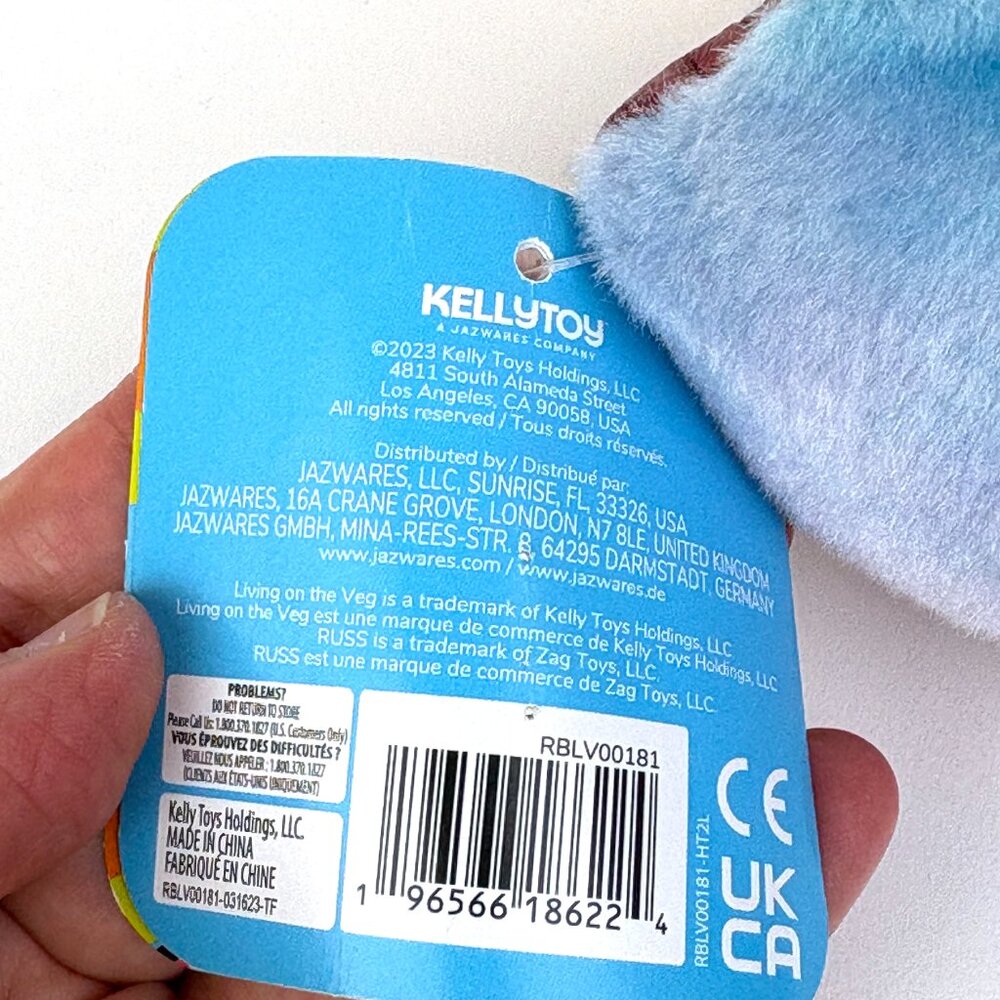 KELLYTOY
A JAZWARES COMPANY
©2023 Kelly Toys Holdings, LLC
4811 South Alameda Street
Los Angeles, CA 90058, USA
All rights reserved / Tous droits réservés.
Distributed by / Distribué par:
JAZWARES, LLC, SUNRISE, FL, 33326, USA
JAZWARES, 16A CRANE GROVE, LONDON, N7 8LE, UNITED KINGDOM
JAZWARES GMBH, MINA-REES-STR. 8, 64295 DARMSTADT, GERMANY
www.jazwares.com / www.jazwares.de
Living on the Veg is a trademark of Kelly Toys Holdings, LLC
Living on the Veg est une marque de commerce de Kelly Toys Holdings, LLC
RUSS is a trademark of Zag Toys, LLC.
RUSS est une marque de commerce de Zag Toys, LLC.
PROBLEMS?
DO NOT RETURN TO STORE
Please Call Us: 1.800.370.1827 (U.S. Customers Only)
VOUS ÉPROUVEZ DES DIFFICULTÉS ?
VEUILLEZ NOUS APPELER : 1.800.370.1827
(CLIENTS AUX ÉTATS-UNIS UNIQUEMENT)
Kelly Toys Holdings, LLC.
MADE IN CHINA
FABRIQUÉ EN CHINE
RBLV00181-031623-TF
RBLV00181
1 96566 18622 4
RBLV00181-HT2L
CE
UK
CA